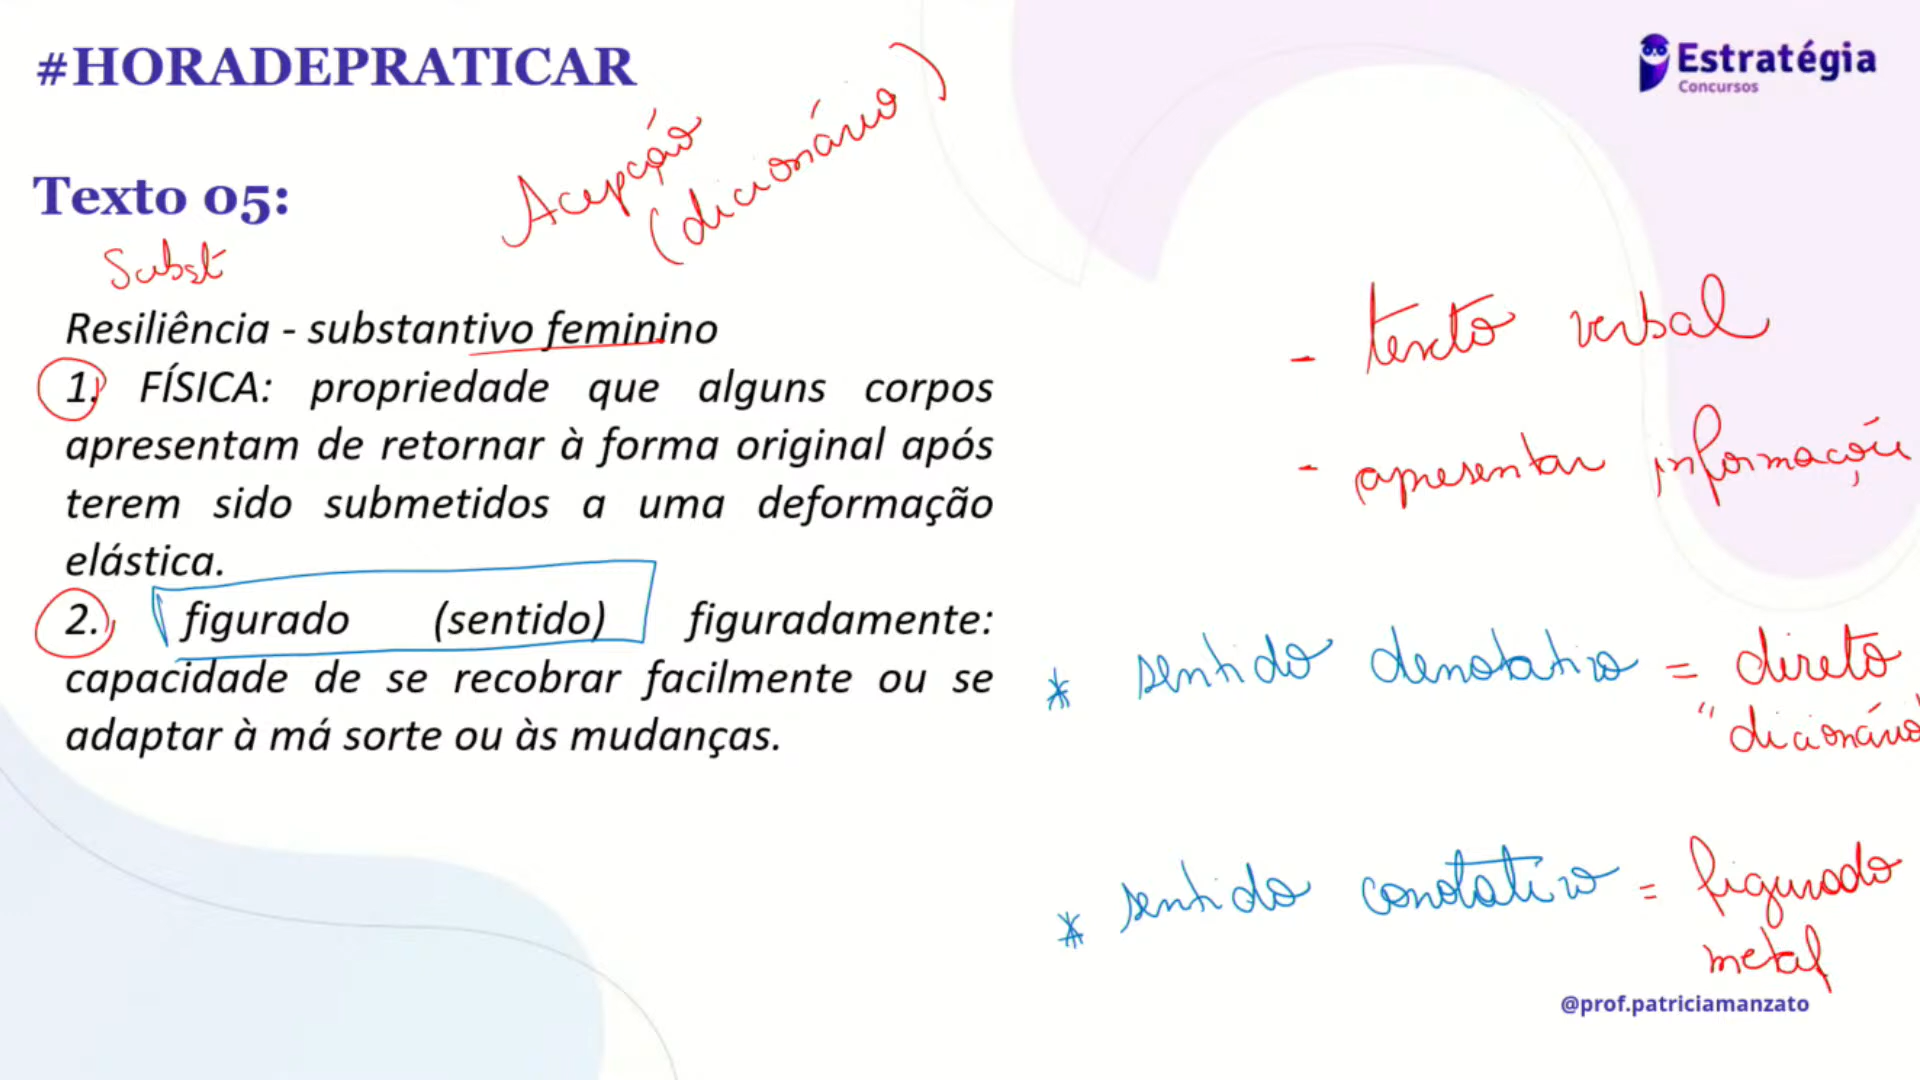 #HORADEPRATICAR
Estratégia
Concursos
Acepção
(dicionário)
Texto 05:
Subst
Resiliência - substantivo feminino
1. FÍSICA: propriedade que alguns corpos
apresentam de retornar à forma original após
terem sido submetidos a uma deformação
elástica.
2. figurado (sentido) figuradamente:
capacidade de se recobrar facilmente ou se
adaptar à má sorte ou às mudanças.
- texto verbal
- apresentar informaçõe
* sentido denotativo = direto
"dicionário"
* sentido conotativo = figurado
metaf
@prof.patriciamanzato